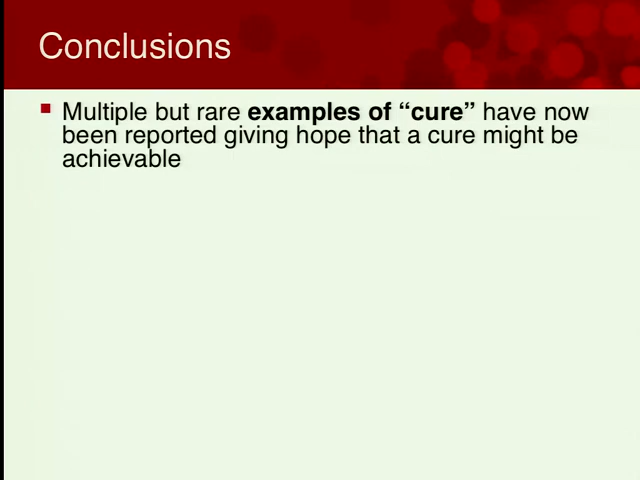 Conclusions
Multiple but rare examples of “cure” have now
been reported giving hope that a cure might be
achievable